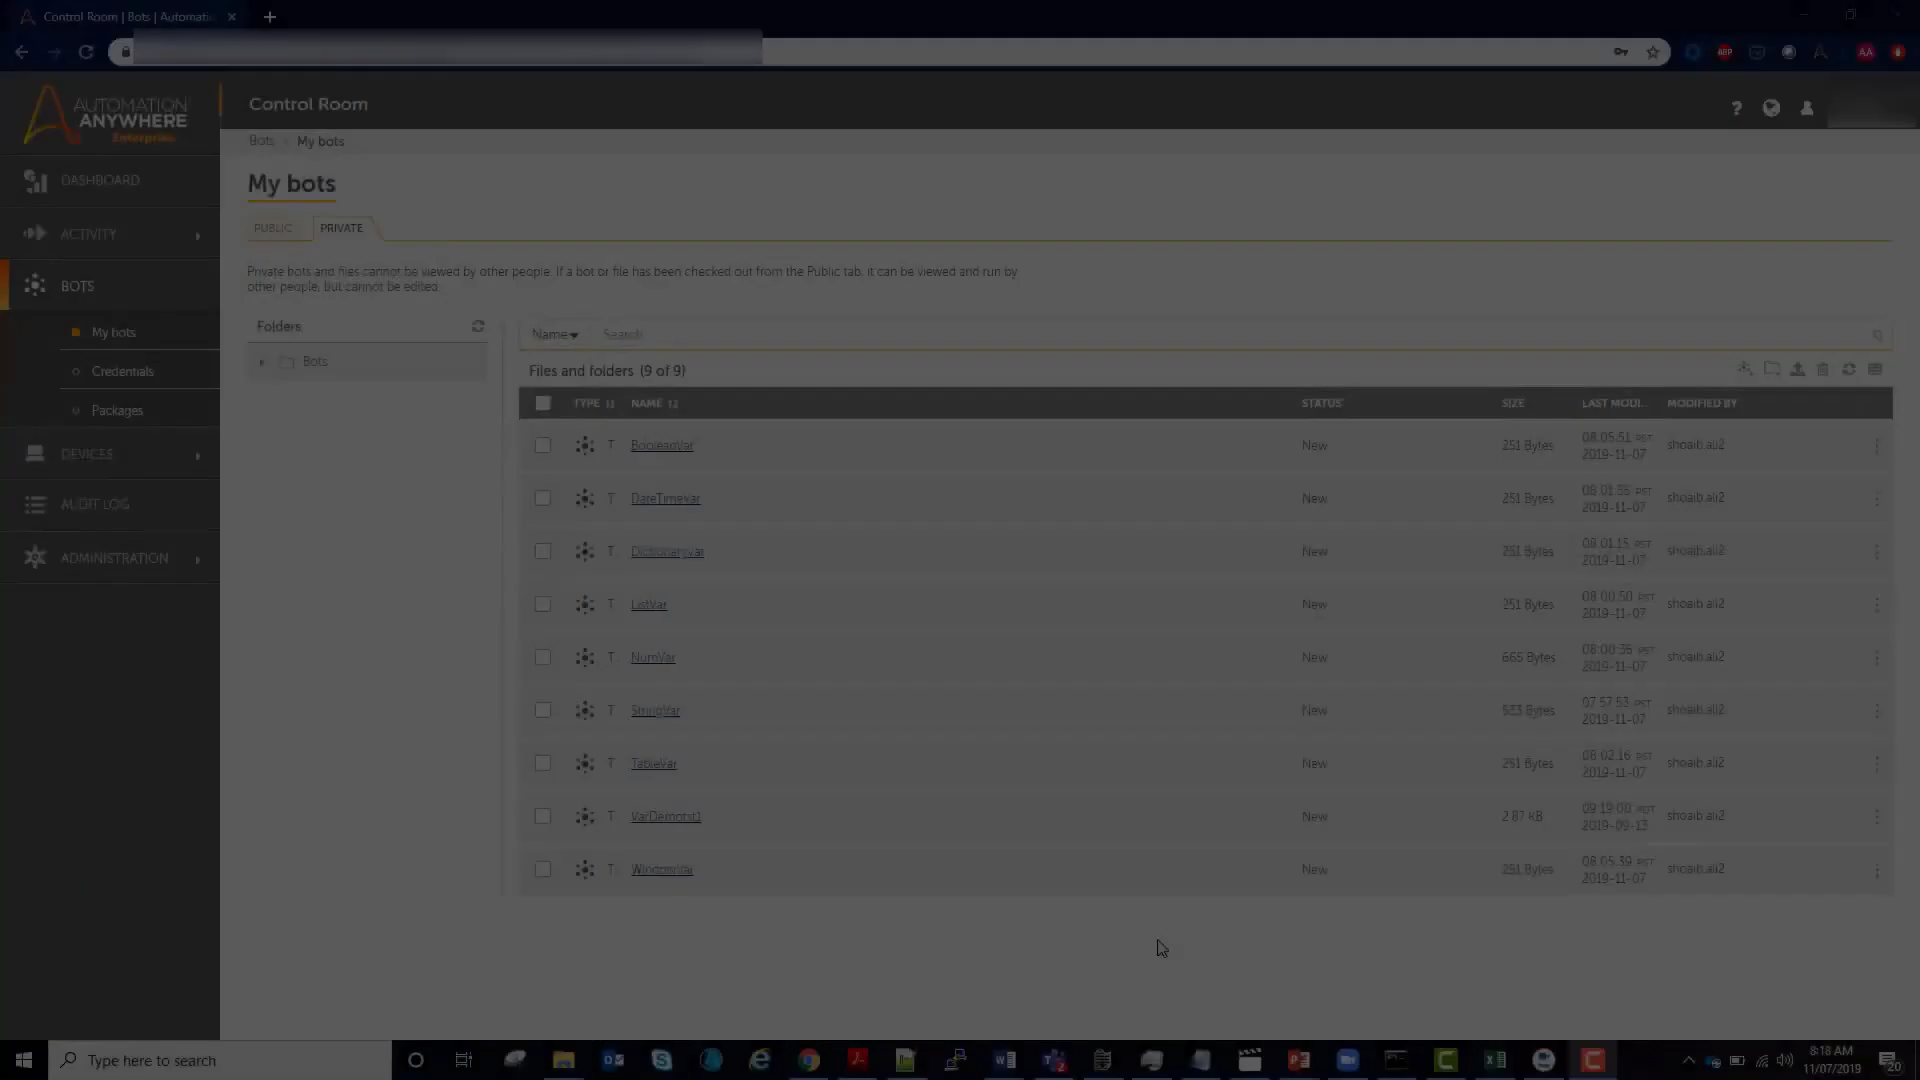 Control Room | Bots | Automatic
AUTOMATION
ANYWHERE
Enterprise
Control Room
Bots
My bots
DASHBOARD
ACTIVITY
BOTS
My bots
Credentials
Packages
DEVICES
AUDIT LOG
ADMINISTRATION
My bots
PUBLIC
PRIVATE
Private bots and files cannot be viewed by other people. If a bot or file has been checked out from the Public tab, it can be viewed and run by
other people, but cannot be edited.
Folders
Bots
Name
Search
Files and folders (9 of 9)
TYPE NAME STATUS SIZE LAST MODI... MODIFIED BY
T BooleanVar New 251 Bytes 08:05:51 PST shoaib.ali2
2019-11-07
T DateTimeVar New 251 Bytes 08:01:35 PST shoaib.ali2
2019-11-07
T DictionaryVar New 251 Bytes 08:01:15 PST shoaib.ali2
2019-11-07
T ListVar New 251 Bytes 08:00:50 PST shoaib.ali2
2019-11-07
T NumVar New 665 Bytes 08:00:35 PST shoaib.ali2
2019-11-07
T StringVar New 533 Bytes 07:57:53 PST shoaib.ali2
2019-11-07
T TableVar New 251 Bytes 08:02:16 PST shoaib.ali2
2019-11-07
T VarDemotst1 New 2.87 KB 09:19:08 PDT shoaib.ali2
2019-09-13
T WindowVar New 251 Bytes 08:05:39 PST shoaib.ali2
2019-11-07
Type here to search
8:18 AM
11/07/2019
20